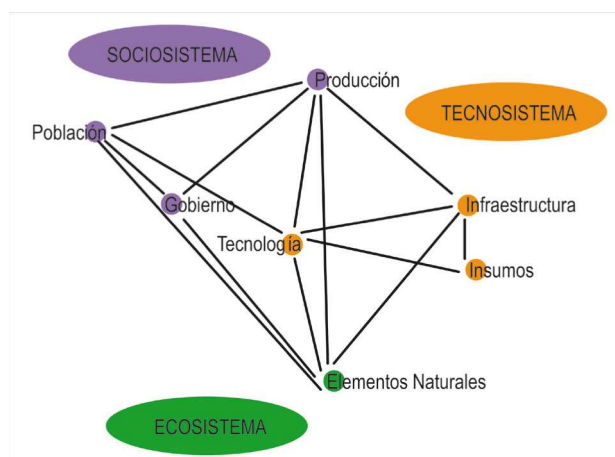 SOCIOSISTEMA
Producción
TECNOSISTEMA
Población
Gobierno
Infraestructura
Tecnología
Insumos
Elementos Naturales
ECOSISTEMA